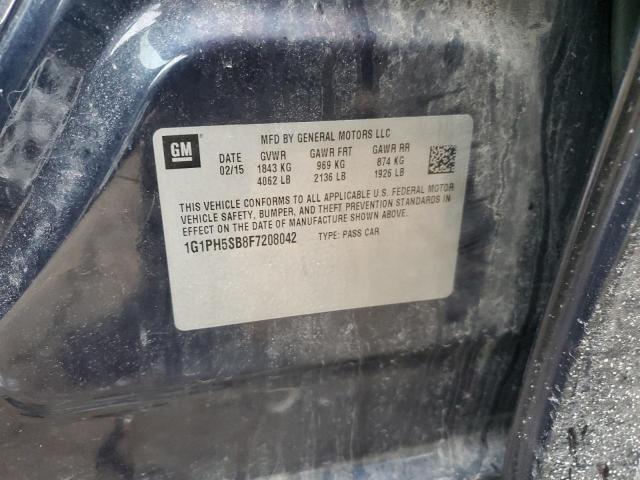 GM
MFD BY GENERAL MOTORS LLC
DATE GVWR GAWR FRT GAWR RR
02/15 1843 KG 969 KG 874 KG
4062 LB 2136 LB 1926 LB
THIS VEHICLE CONFORMS TO ALL APPLICABLE U.S. FEDERAL MOTOR
VEHICLE SAFETY, BUMPER, AND THEFT PREVENTION STANDARDS IN
EFFECT ON THE DATE OF MANUFACTURE SHOWN ABOVE.
1G1PH5SB8F7208042 TYPE: PASS CAR